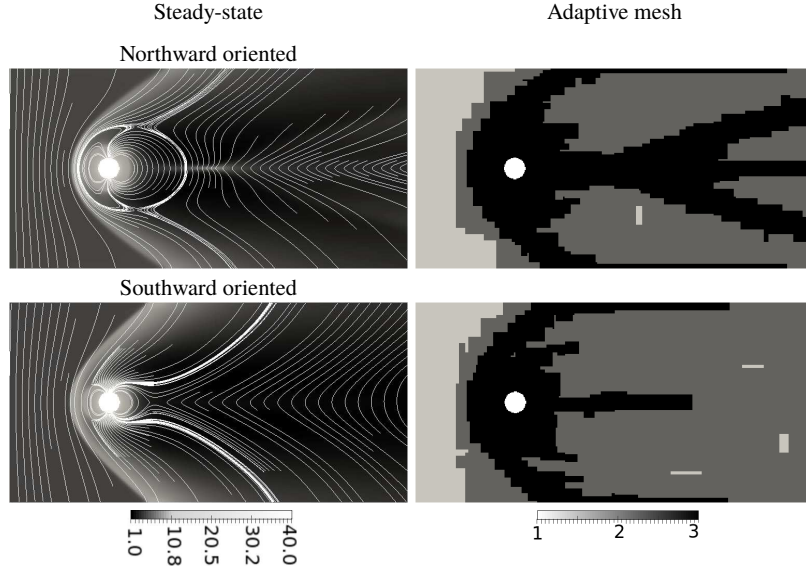 Steady-state
Adaptive mesh
Northward oriented
Southward oriented
1.0
10.8
20.5
30.2
40.0
1 2 3